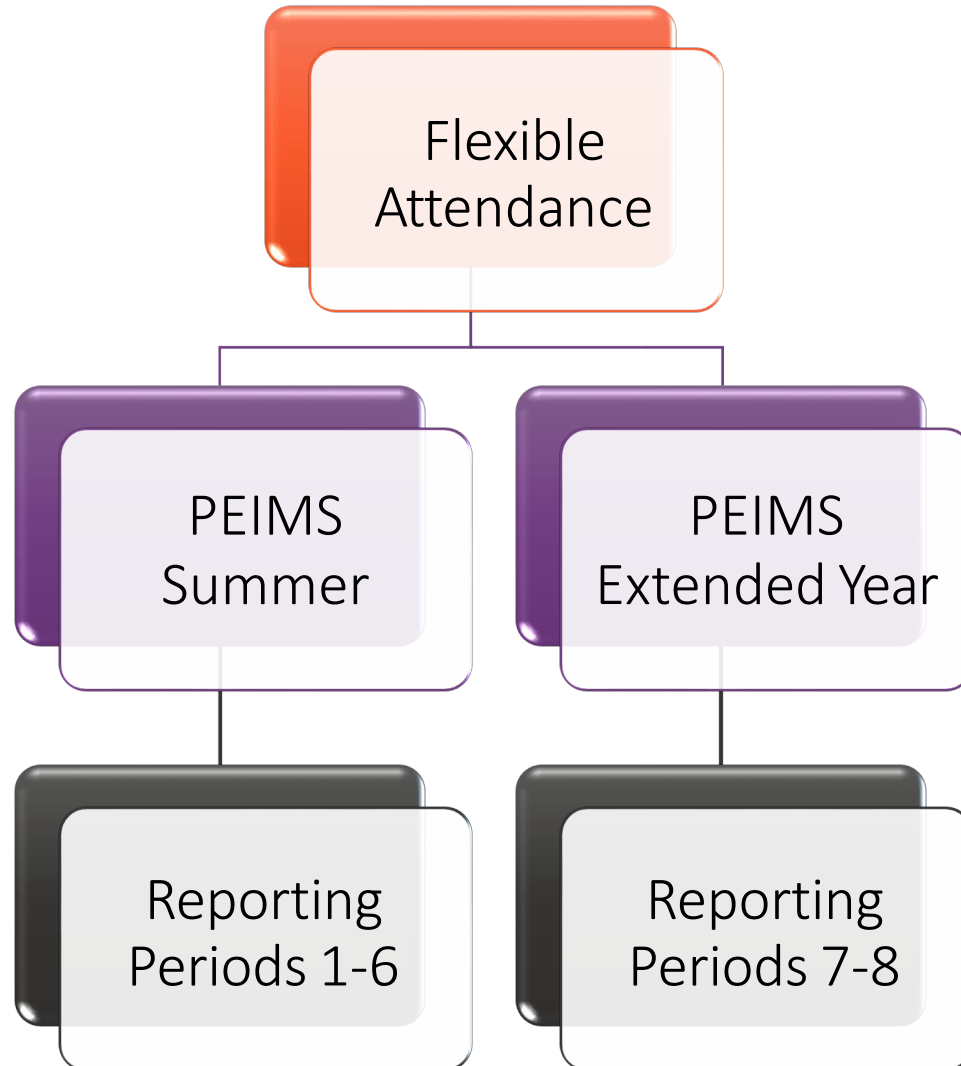 Flexible
Attendance
PEIMS
Summer
PEIMS
Extended Year
Reporting
Periods 1-6
Reporting
Periods 7-8